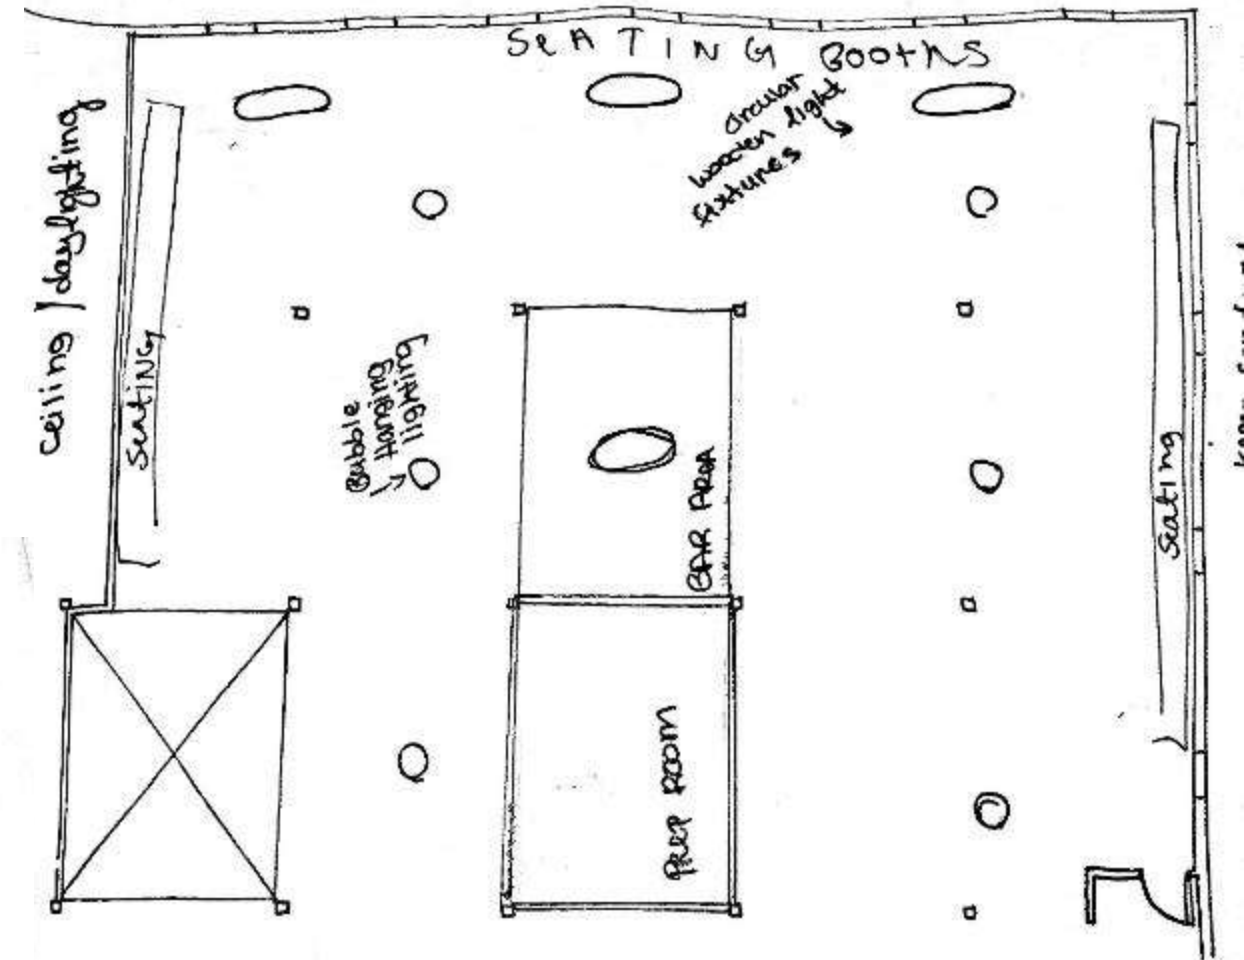 SEATING Booths
circular
wooden light
fixtures
ceiling / daylighting
SeatING
Bubble
Hanging
lighting
BAR AREA
Seating
PREP ROOM